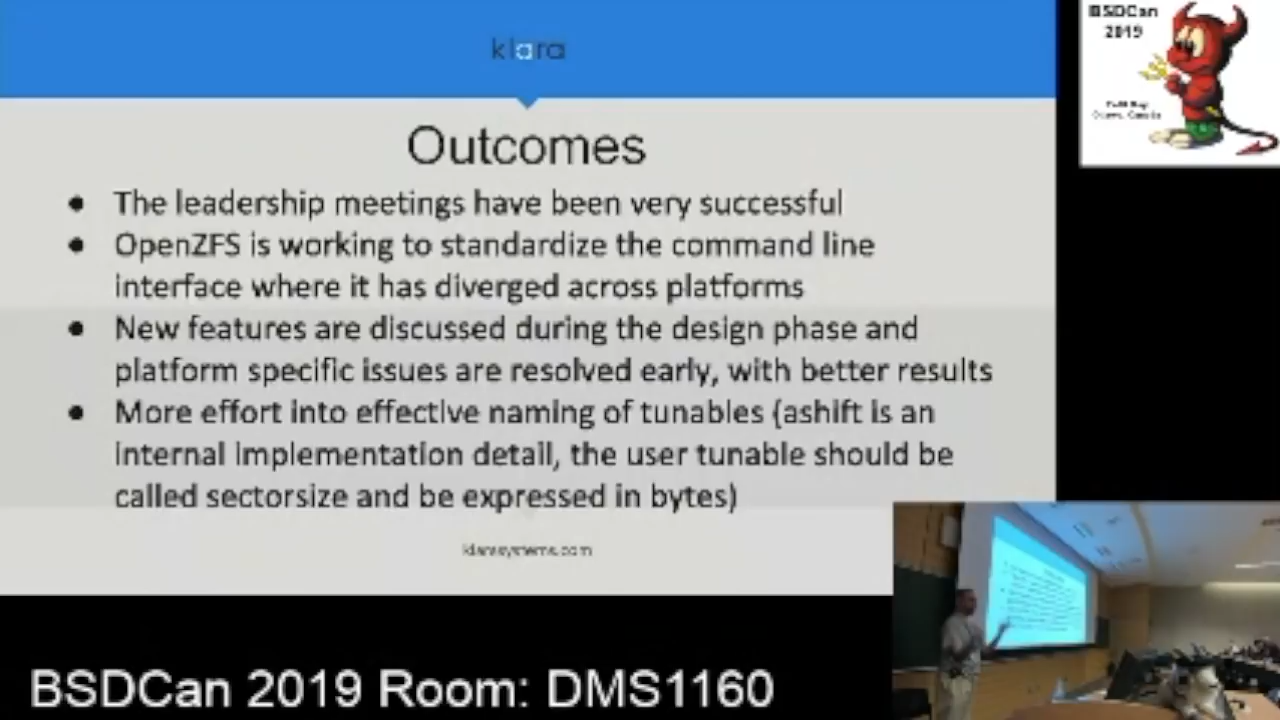 klara
Outcomes
● The leadership meetings have been very successful
● OpenZFS is working to standardize the command line
interface where it has diverged across platforms
● New features are discussed during the design phase and
platform specific issues are resolved early, with better results
● More effort into effective naming of tunables (ashift is an
internal implementation detail, the user tunable should be
called sectorsize and be expressed in bytes)
klarasystems.com
BSDCan
2019
BSDCan 2019 Room: DMS1160